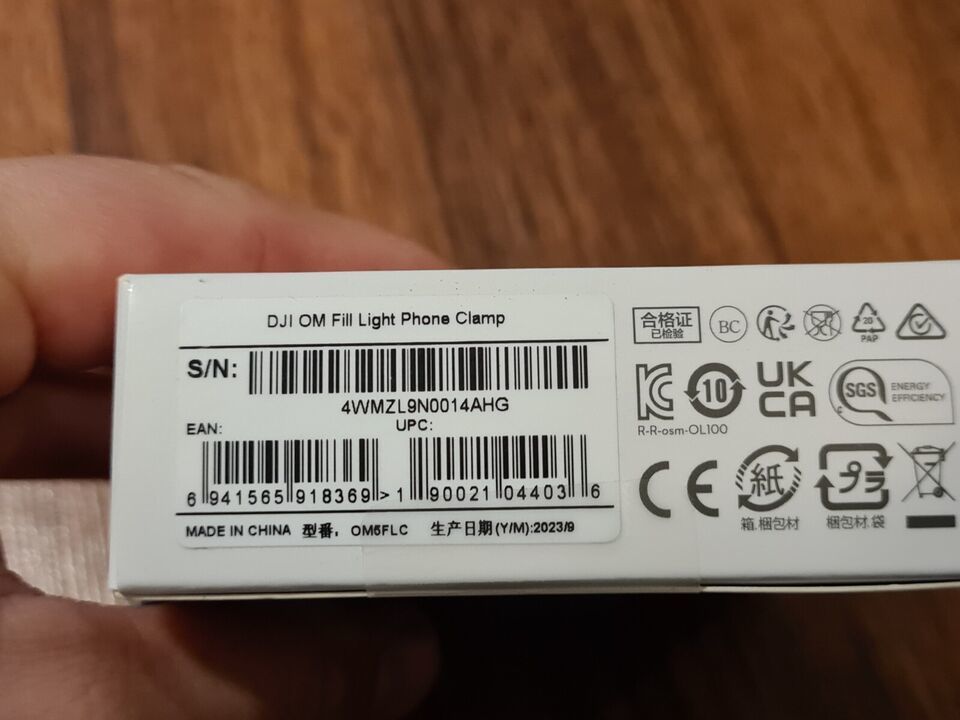 DJI OM Fill Light Phone Clamp
S/N:
4WMZL9N0014AHG
EAN:
UPC:
6 941565 918369 >
1 90021 04403 6
MADE IN CHINA 型番: OM5FLC 生产日期(Y/M):2023/9
合格证
已检验
BC
20
PAP
10
UK
CA
SGS
ENERGY
EFFICIENCY
R-R-osm-OL100
CE
紙
プラ
箱.梱包材
梱包材.袋